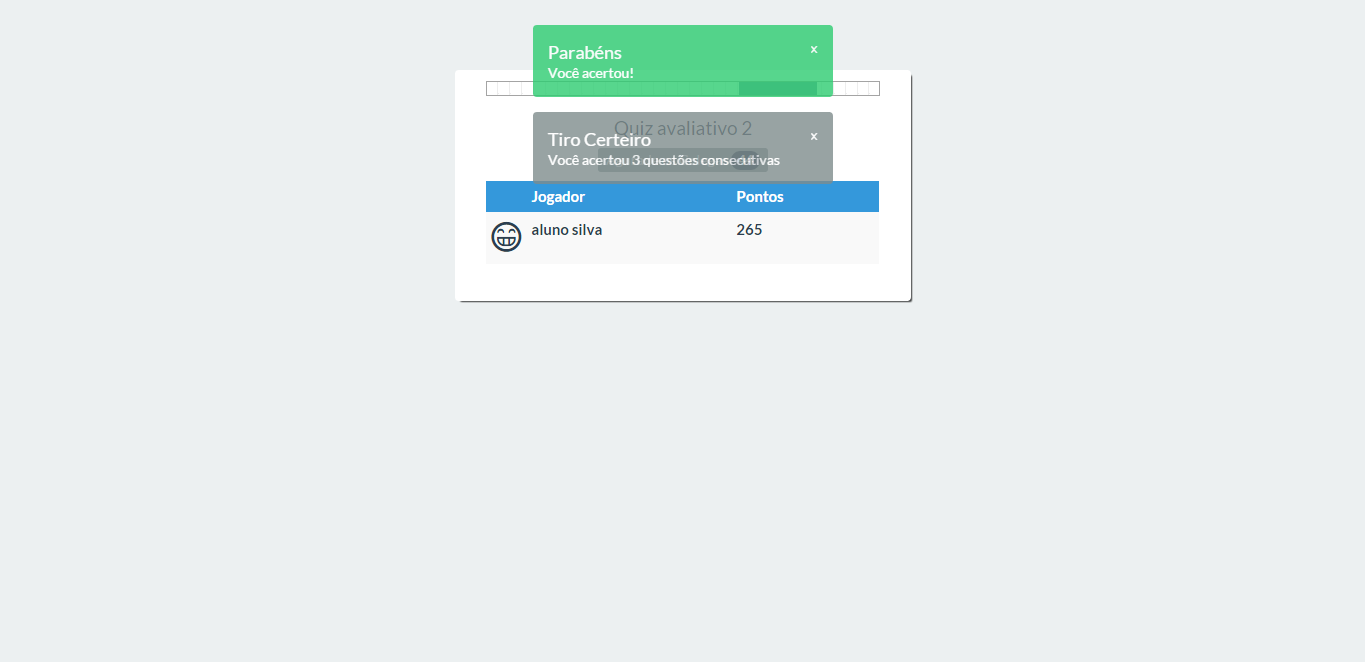 Parabéns
x
Você acertou!
Quiz avaliativo 2
Tiro Certeiro
x
Você acertou 3 questões consecutivas
Jogador Pontos
aluno silva 265